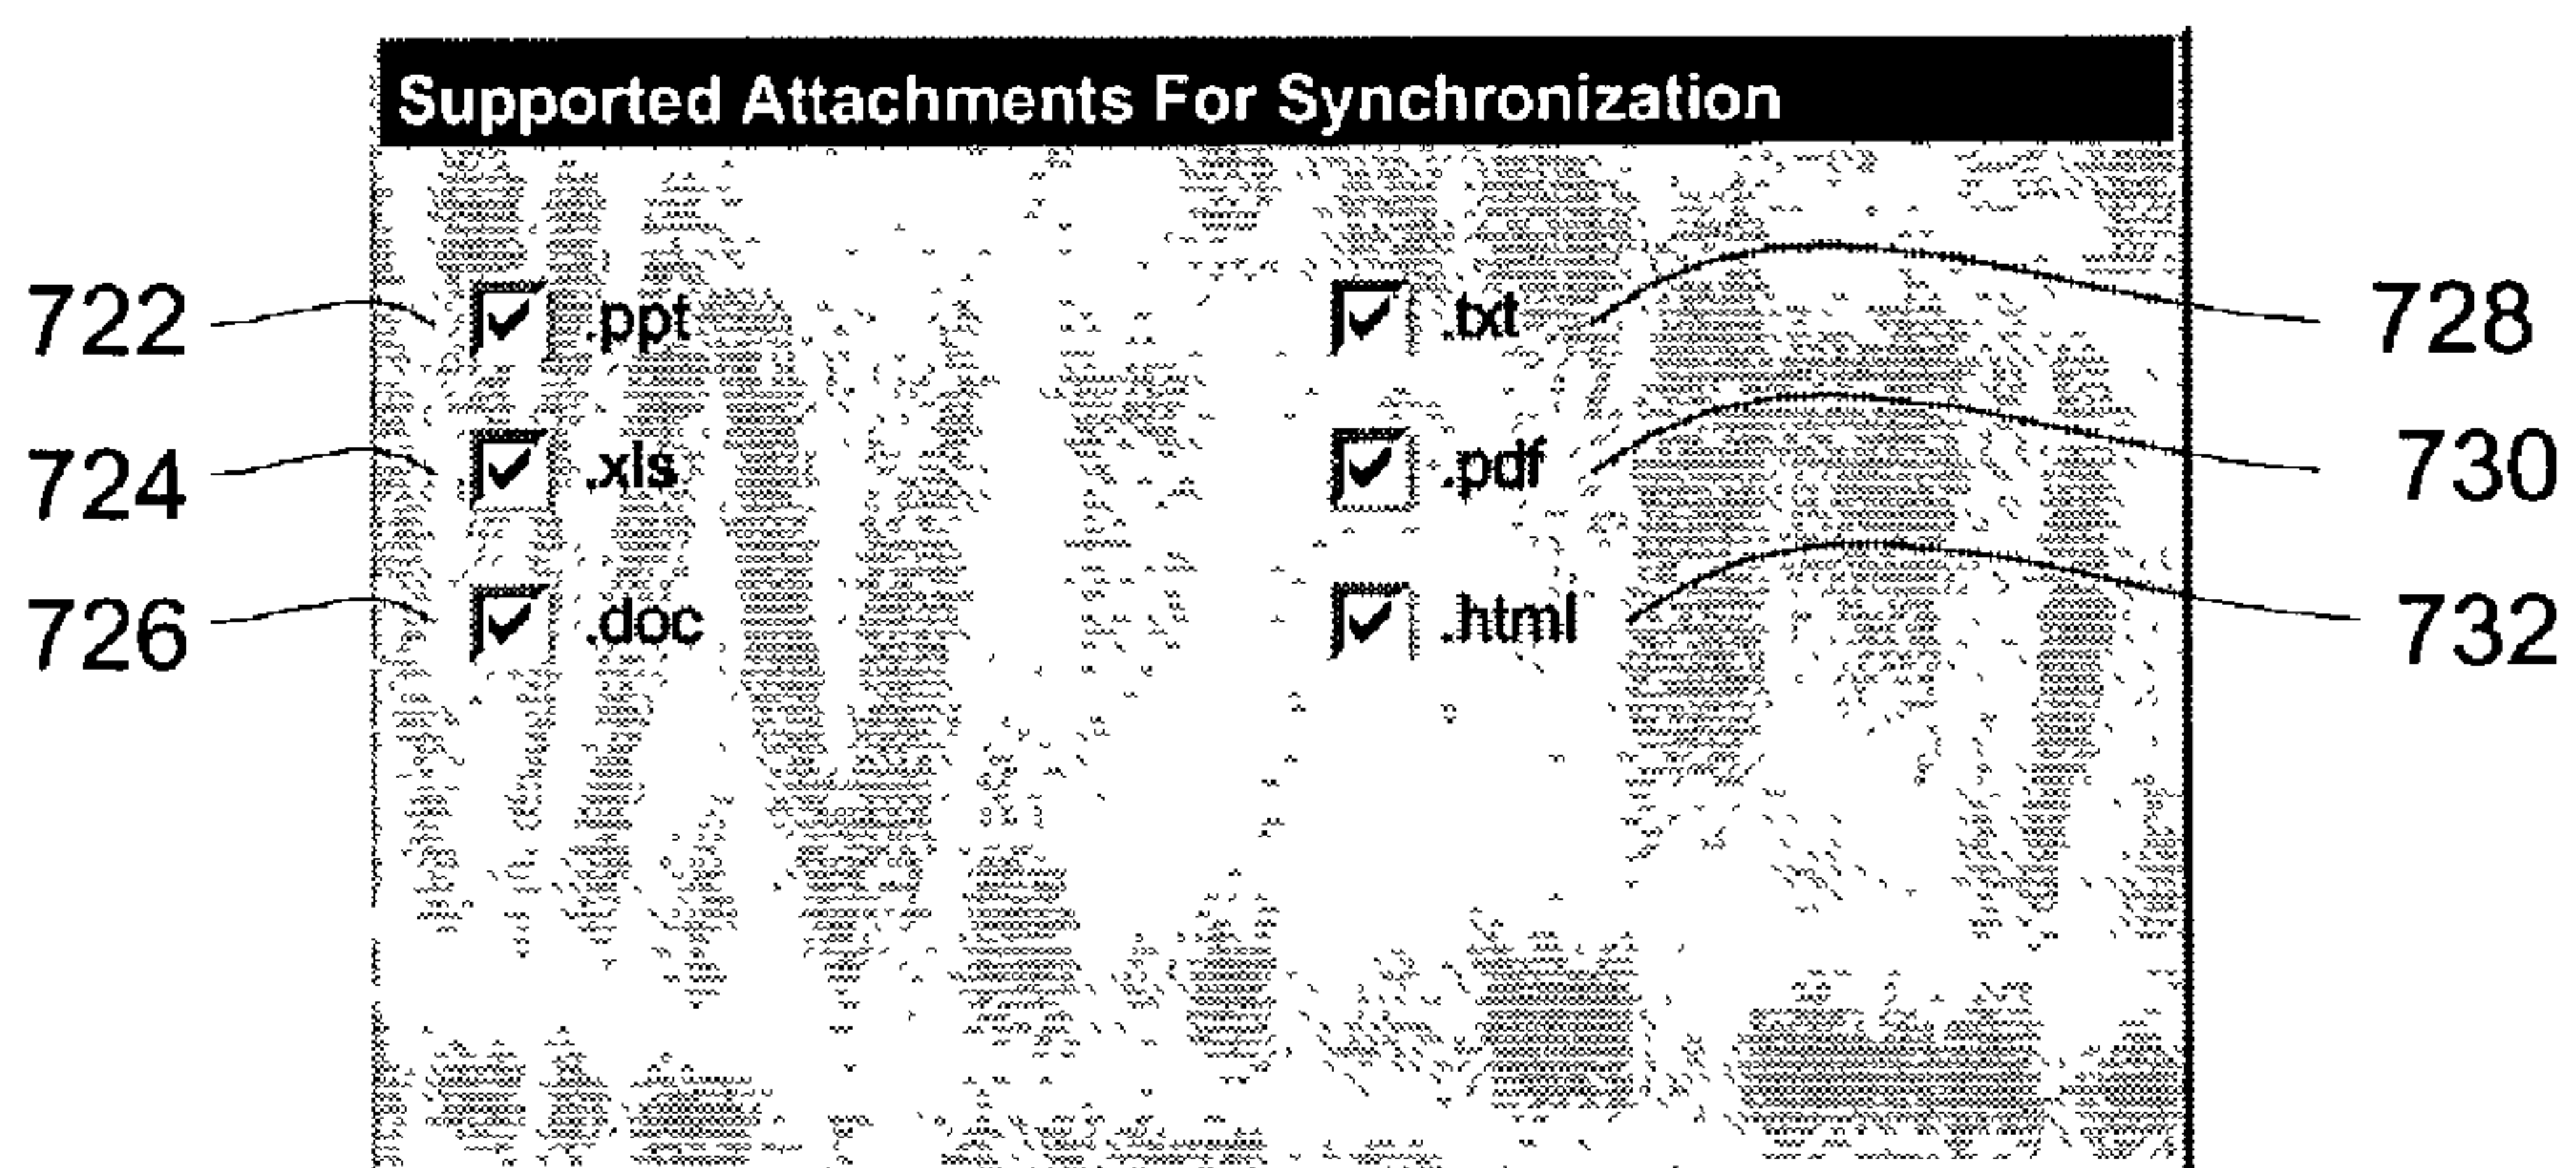 Supported Attachments For Synchronization
722 .ppt .txt 728
724 .xls .pdf 730
726 .doc .html 732